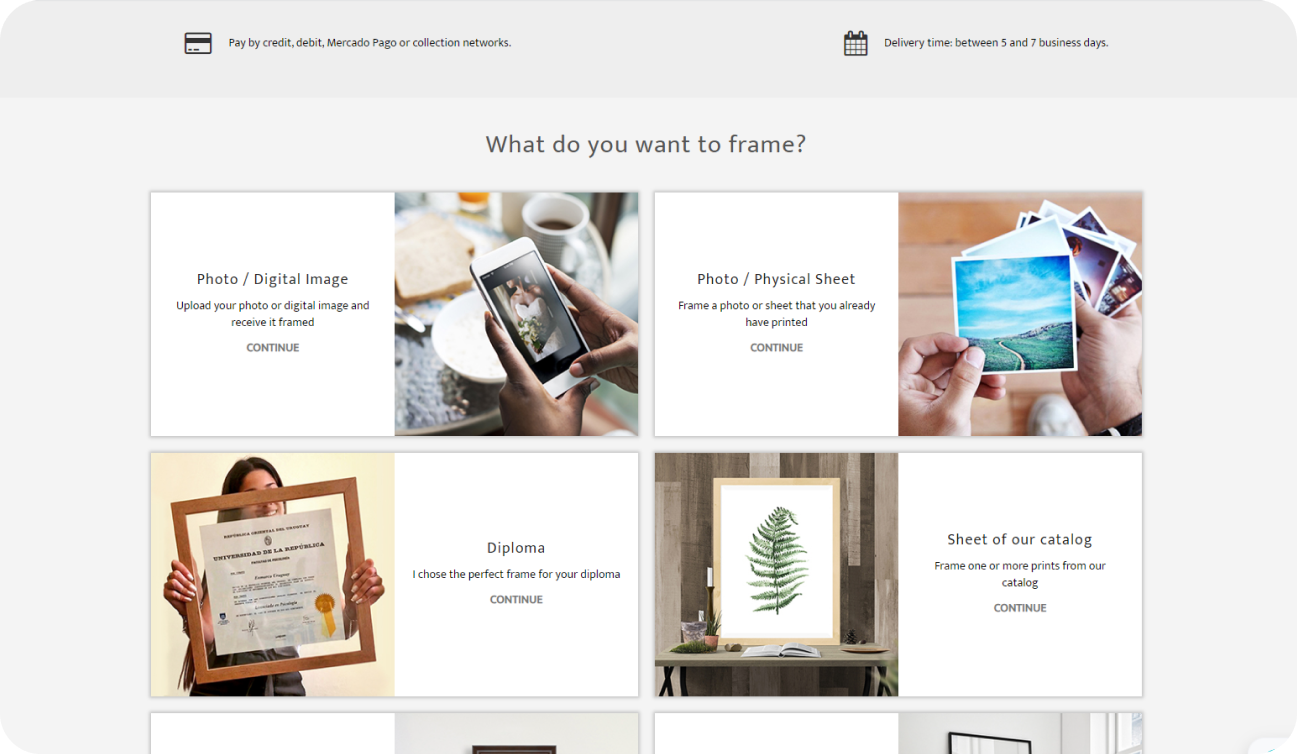 Pay by credit, debit, Mercado Pago or collection networks.
Delivery time: between 5 and 7 business days.
What do you want to frame?
Photo / Digital Image
Upload your photo or digital image and
receive it framed
CONTINUE
Photo / Physical Sheet
Frame a photo or sheet that you already
have printed
CONTINUE
REPÚBLICA ORIENTAL DEL URUGUAY
UNIVERSIDAD DE LA REPÚBLICA
Licenciada en Psicología
Diploma
I chose the perfect frame for your diploma
CONTINUE
Sheet of our catalog
Frame one or more prints from our
catalog
CONTINUE